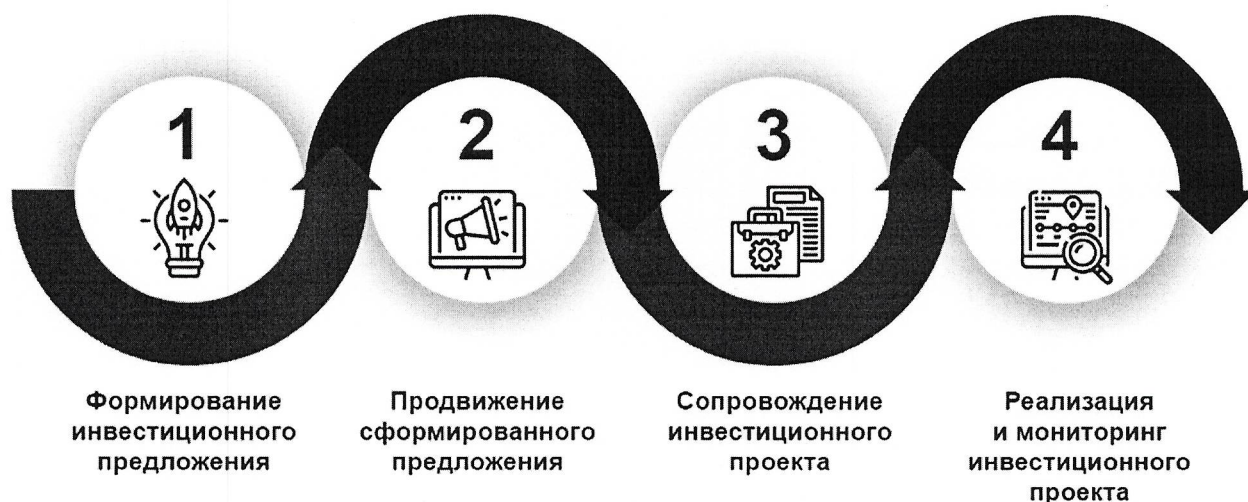 1
Формирование
инвестиционного
предложения
2
Продвижение
сформированного
предложения
3
Сопровождение
инвестиционного
проекта
4
Реализация
и мониторинг
инвестиционного
проекта